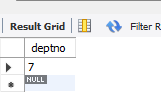 Result Grid Filter R
deptno
7
NULL